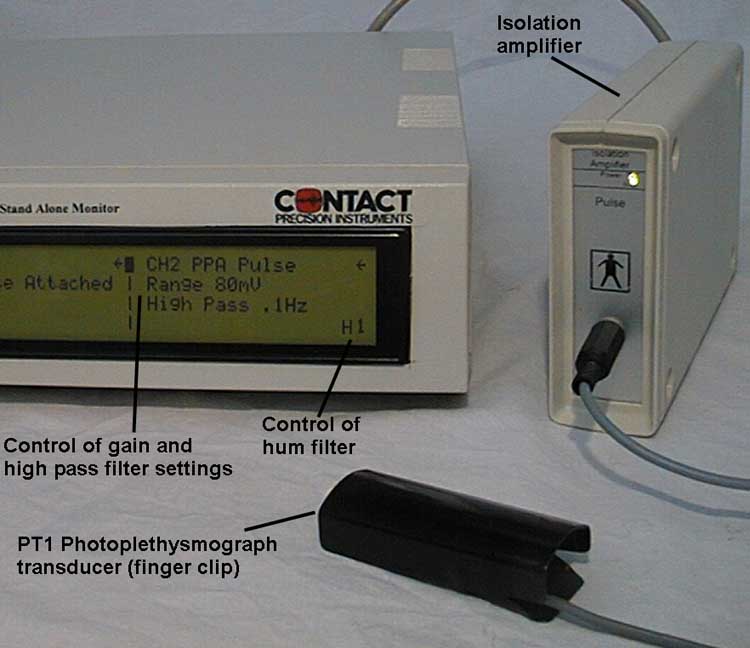 Isolation
amplifier
Isolation
Amplifier
Power
Pulse
Stand Alone Monitor
CONTACT
PRECISION INSTRUMENTS
←█ CH2 PPA Pulse ←
e Attached | Range 80mV
| High Pass .1Hz
| H1
Control of gain and
high pass filter settings
Control of
hum filter
PT1 Photoplethysmograph
transducer (finger clip)